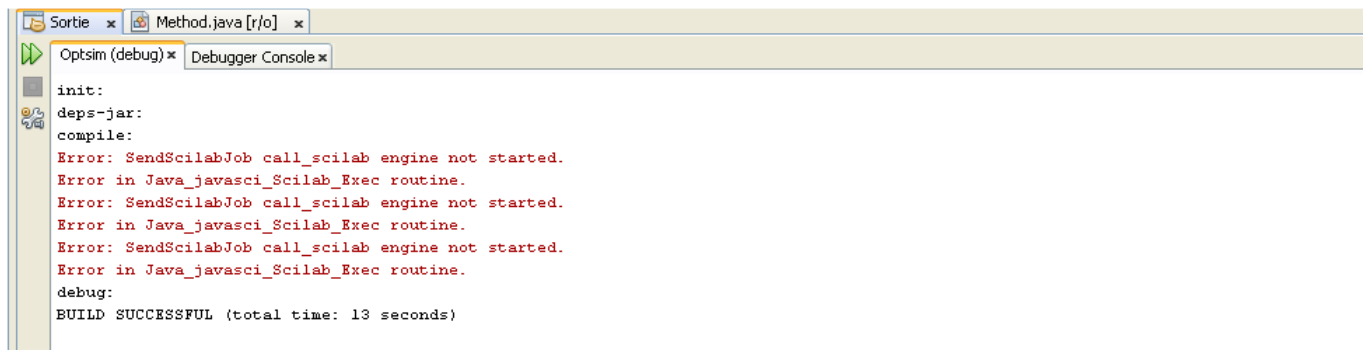 Sortie x Method.java [r/o] x
Optsim (debug) x Debugger Console x
init:
deps-jar:
compile:
Error: SendScilabJob call_scilab engine not started.
Error in Java_javasci_Scilab_Exec routine.
Error: SendScilabJob call_scilab engine not started.
Error in Java_javasci_Scilab_Exec routine.
Error: SendScilabJob call_scilab engine not started.
Error in Java_javasci_Scilab_Exec routine.
debug:
BUILD SUCCESSFUL (total time: 13 seconds)